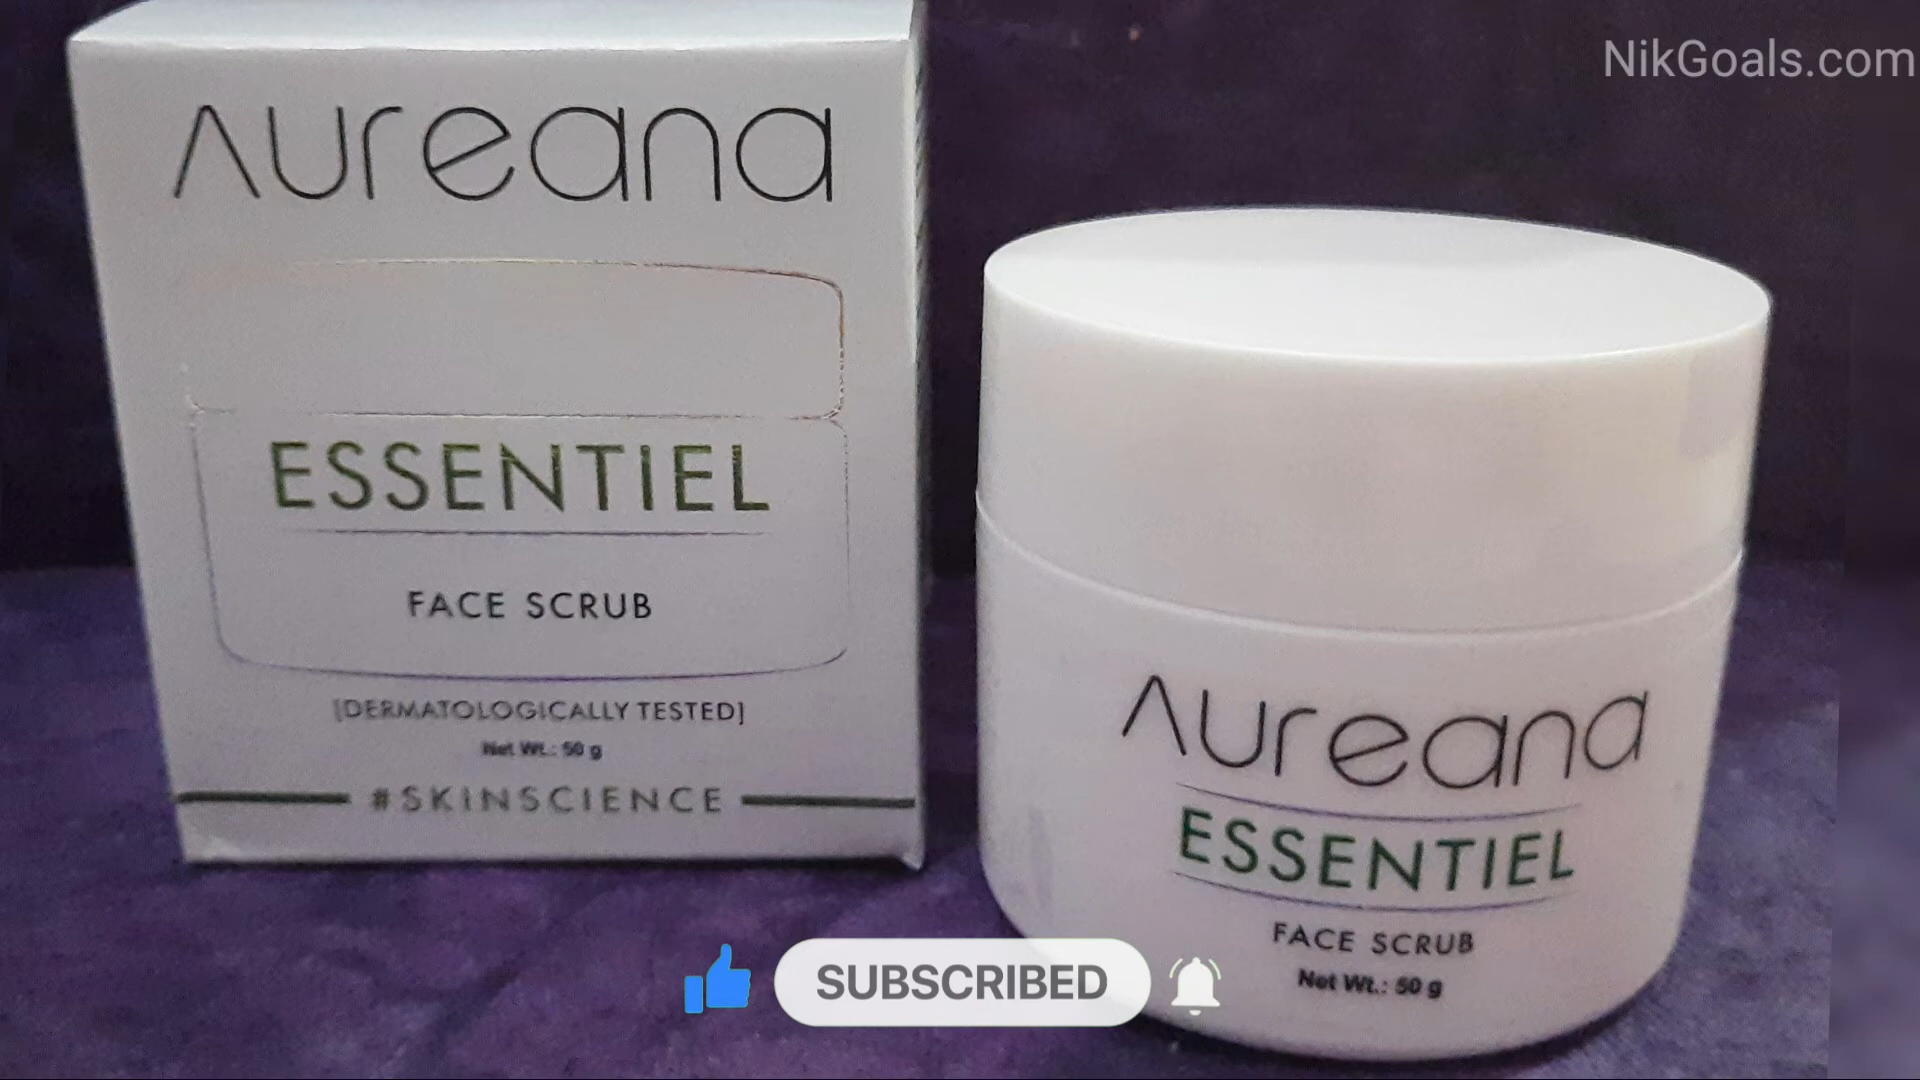 NikGoals.com
Aureana
ESSENTIEL
FACE SCRUB
[DERMATOLOGICALLY TESTED]
Net Wt.: 50 g
#SKINSCIENCE
Aureana
ESSENTIEL
FACE SCRUB
Net Wt.: 50 g
SUBSCRIBED